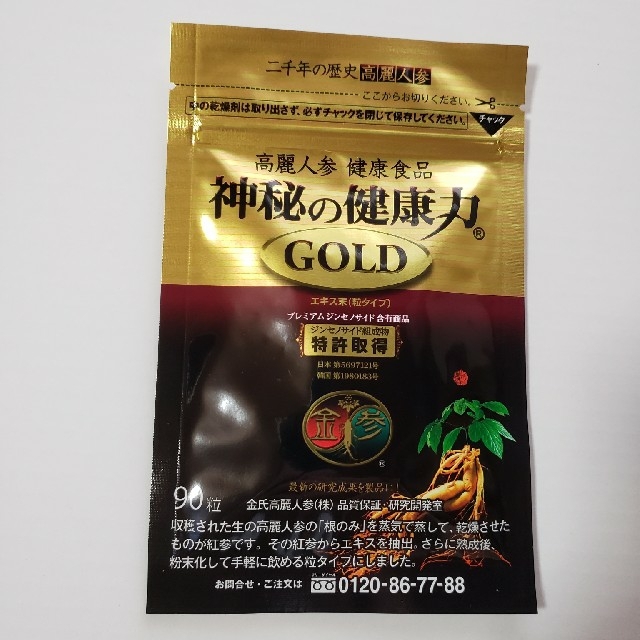 二千年の歴史 高麗人参
ここからお切りください。
中の乾燥剤は取り出さず、必ずチャックを閉じて保存してください。
チャック
高麗人参 健康食品
神秘の健康力®
GOLD
エキス末(粒タイプ)
プレミアムジンセノサイド含有商品
ジンセノサイド組成物
特許取得
日本 第5697121号
韓国 第1980183号
金 参
®
最新の研究成果を製品に!
90粒
金氏高麗人参(株) 品質保証・研究開発室
収穫された生の高麗人参の「根のみ」を蒸気で蒸して、乾燥させた
ものが紅参です。その紅参からエキスを抽出。さらに熟成後、
粉末化して手軽に飲める粒タイプにしました。
お問合せ・ご注文は 0120-86-77-88